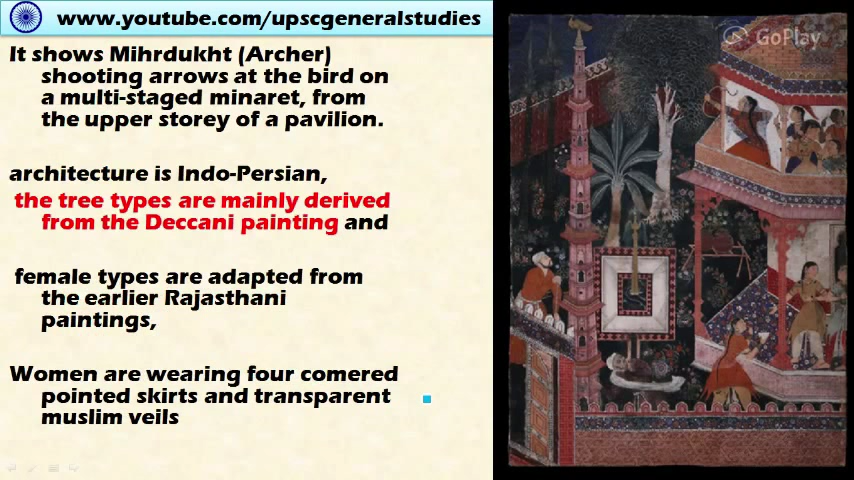 www.youtube.com/upscgeneralstudies
GoPlay
It shows Mihrdukht (Archer)
shooting arrows at the bird on
a multi-staged minaret, from
the upper storey of a pavilion.
architecture is Indo-Persian,
the tree types are mainly derived
from the Deccani painting and
female types are adapted from
the earlier Rajasthani
paintings,
Women are wearing four comered
pointed skirts and transparent
muslim veils